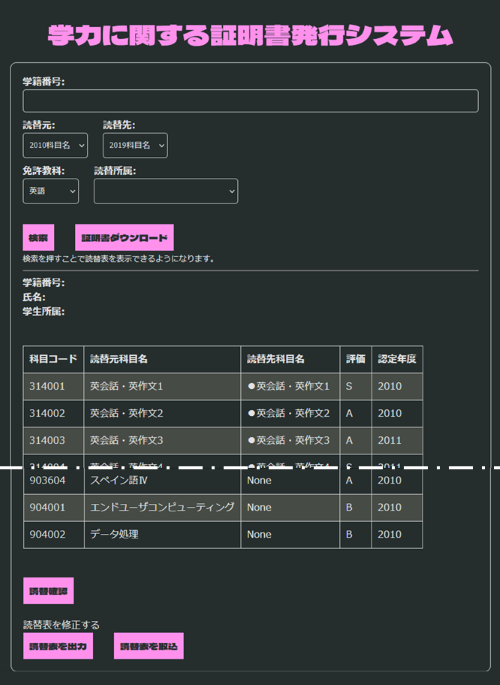 学力に関する証明書発行システム
学籍番号:
読替元: 読替先:
2010科目名 2019科目名
免許教科: 読替所属:
英語
検索 証明書ダウンロード
検索を押すことで読替表を表示できるようになります。
学籍番号:
氏名:
学生所属:
科目コード 読替元科目名 読替先科目名 評価 認定年度
314001 英会話・英作文1 ●英会話・英作文1 S 2010
314002 英会話・英作文2 ●英会話・英作文2 A 2010
314003 英会話・英作文3 ●英会話・英作文3 A 2011
903604 スペイン語Ⅳ None A 2010
904001 エンドユーザコンピューティング None B 2010
904002 データ処理 None B 2010
読替確認
読替表を修正する
読替表を出力 読替表を取込